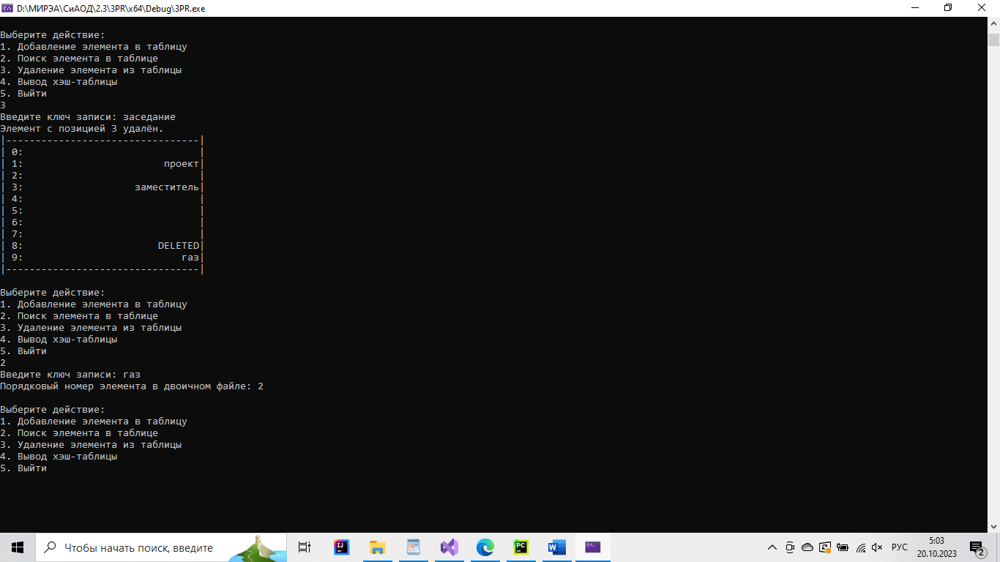 D:\МИРЭА\СиАОД\2.3\3PR\x64\Debug\3PR.exe
Выберите действие:
1. Добавление элемента в таблицу
2. Поиск элемента в таблице
3. Удаление элемента из таблицы
4. Вывод хэш-таблицы
5. Выйти
3
Введите ключ записи: заседание
Элемент с позицией 3 удалён.
|---------------------------------|
| 0:                              |
| 1:                        проект|
| 2:                              |
| 3:                   заместитель|
| 4:                              |
| 5:                              |
| 6:                              |
| 7:                              |
| 8:                       DELETED|
| 9:                           газ|
|---------------------------------|
Выберите действие:
1. Добавление элемента в таблицу
2. Поиск элемента в таблице
3. Удаление элемента из таблицы
4. Вывод хэш-таблицы
5. Выйти
2
Введите ключ записи: газ
Порядковый номер элемента в двоичном файле: 2
Выберите действие:
1. Добавление элемента в таблицу
2. Поиск элемента в таблице
3. Удаление элемента из таблицы
4. Вывод хэш-таблицы
5. Выйти
Чтобы начать поиск, введите
РУС
5:03
20.10.2023
2